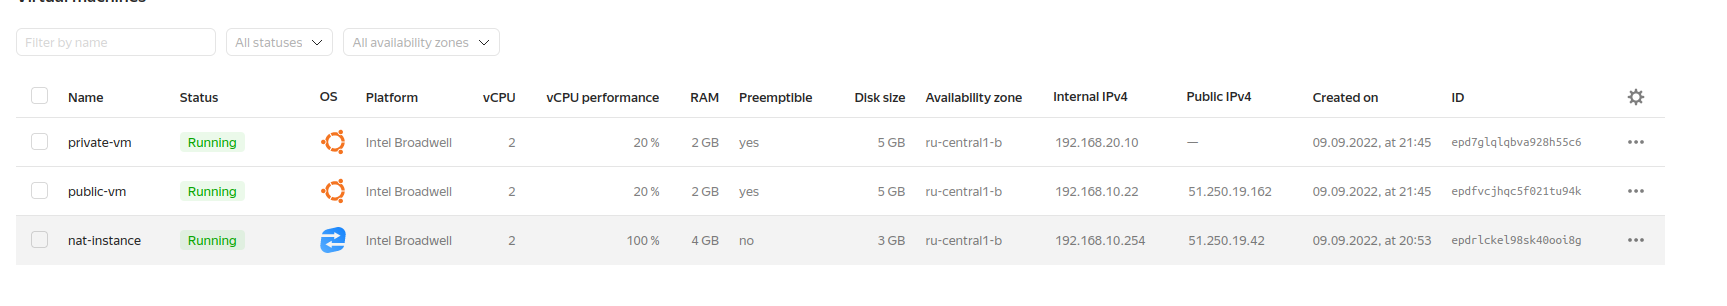 Virtual machines
Filter by name All statuses All availability zones
Name Status OS Platform vCPU vCPU performance RAM Preemptible Disk size Availability zone Internal IPv4 Public IPv4 Created on ID
private-vm Running Intel Broadwell 2 20 % 2 GB yes 5 GB ru-central1-b 192.168.20.10 — 09.09.2022, at 21:45 epd7glqlqbva928h55c6
public-vm Running Intel Broadwell 2 20 % 2 GB yes 5 GB ru-central1-b 192.168.10.22 51.250.19.162 09.09.2022, at 21:45 epdfvcjhqc5f021tu94k
nat-instance Running Intel Broadwell 2 100 % 4 GB no 3 GB ru-central1-b 192.168.10.254 51.250.19.42 09.09.2022, at 20:53 epdrlckel98sk40ooi8g